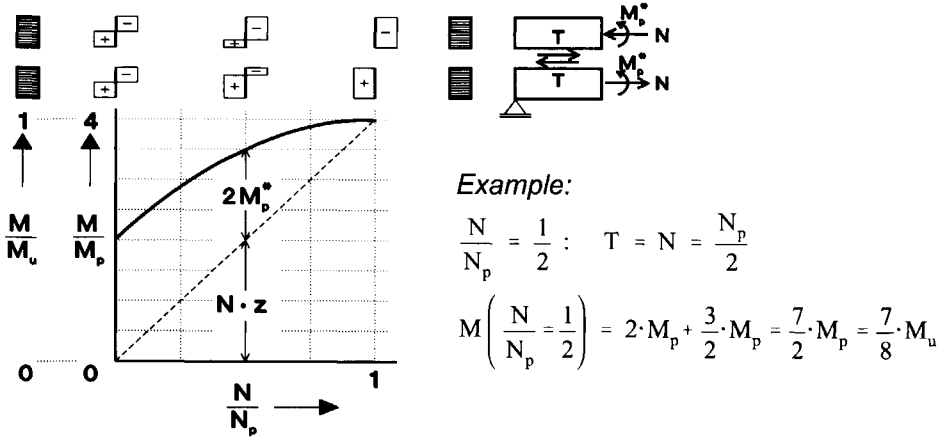 − − − T M*p N
+ +
− − + T M*p N
+ +
1 4
2M*p
M/Mu M/Mp
N · z
0 0 1
N/Np
Example:
N/Np = 1/2 : T = N = Np/2
M(N/Np = 1/2) = 2·Mp + 3/2·Mp = 7/2·Mp = 7/8·Mu